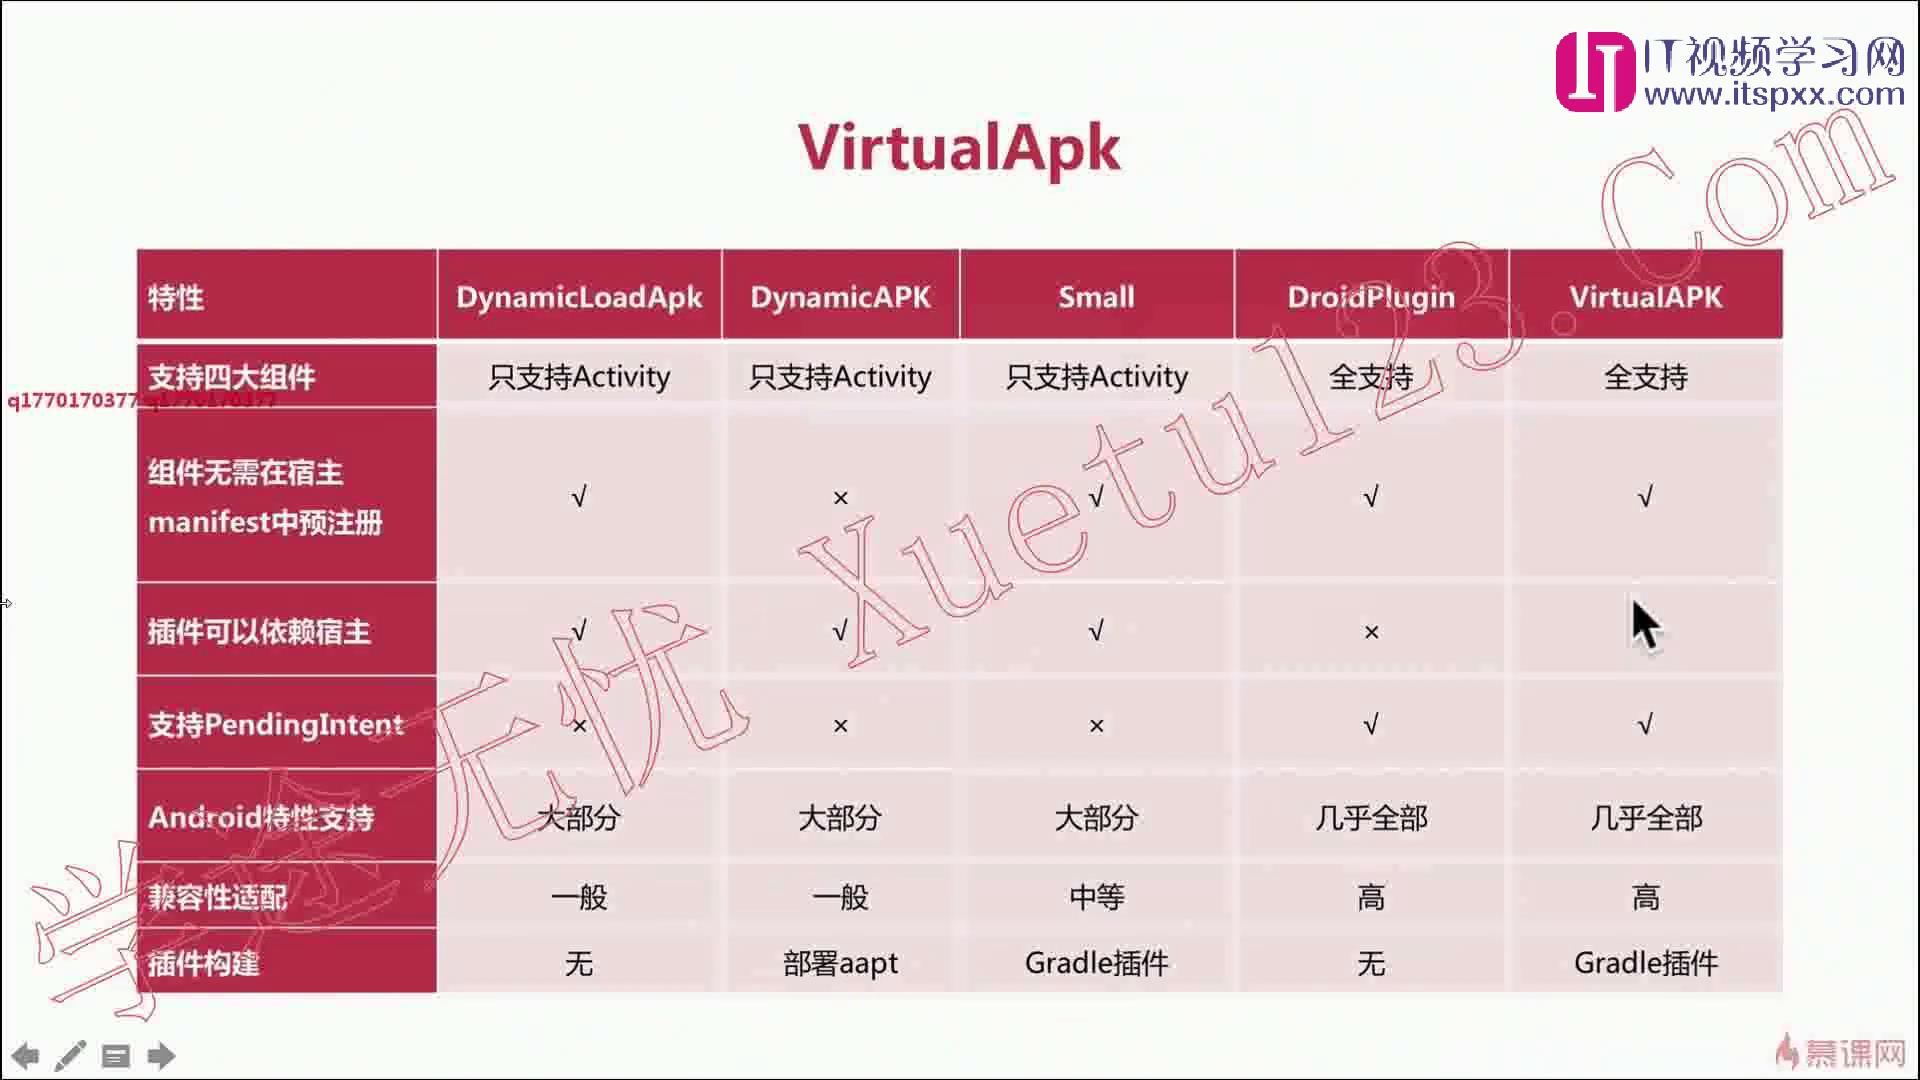 IT视频学习网
www.itspxx.com
VirtualApk
特性 DynamicLoadApk DynamicAPK Small DroidPlugin VirtualAPK
支持四大组件 只支持Activity 只支持Activity 只支持Activity 全支持 全支持
q1770170377 q1770170377
组件无需在宿主
manifest中预注册 √ × √ √ √
插件可以依赖宿主 √ √ √ ×
支持PendingIntent × × × √ √
Android特性支持 大部分 大部分 大部分 几乎全部 几乎全部
兼容性适配 一般 一般 中等 高 高
插件构建 无 部署aapt Gradle插件 无 Gradle插件
学途无忧 Xuetu123.Com
慕课网